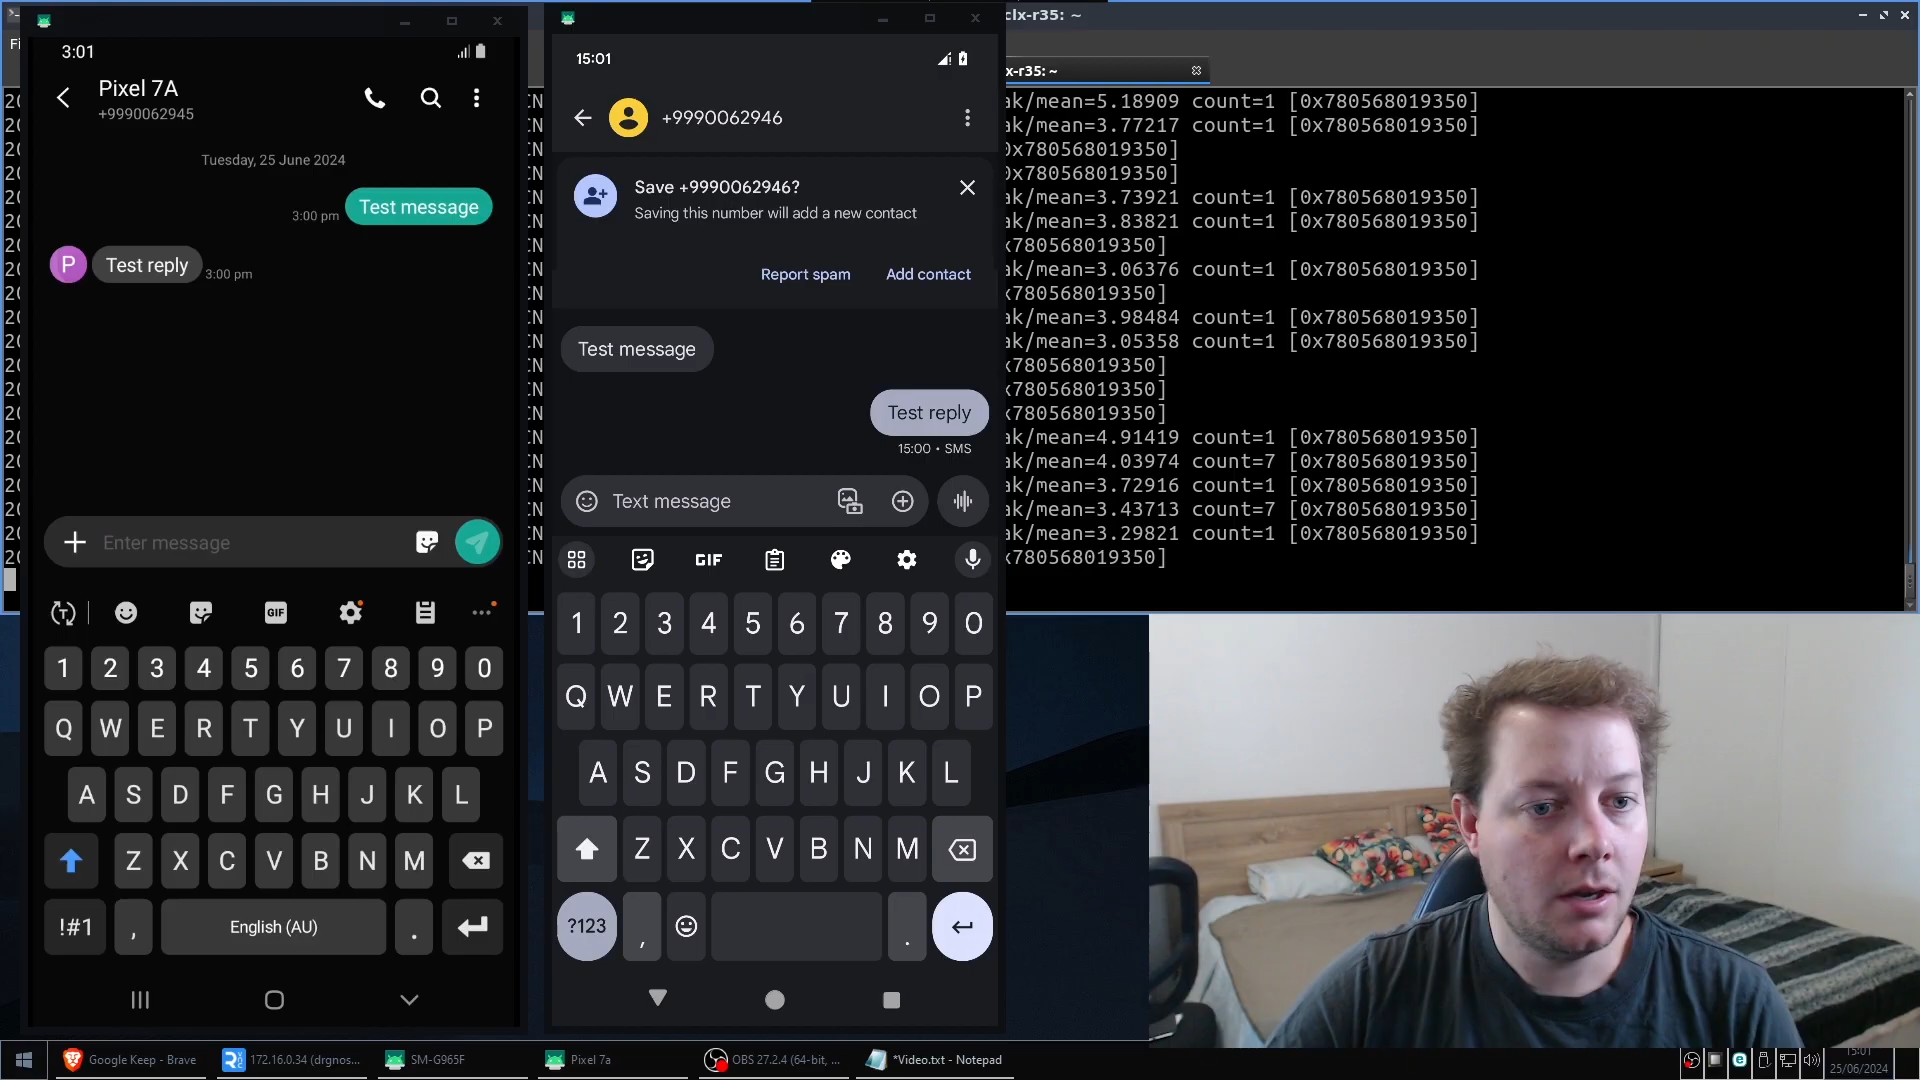 3:01
Pixel 7A
+9990062945
Tuesday, 25 June 2024
3:00 pm
Test message
P
Test reply
3:00 pm
Enter message
GIF
1 2 3 4 5 6 7 8 9 0
Q W E R T Y U I O P
A S D F G H J K L
Z X C V B N M
!#1 , English (AU) .
15:01
+9990062946
Save +9990062946?
Saving this number will add a new contact
Report spam Add contact
Test message
Test reply
15:00 • SMS
Text message
GIF
1 2 3 4 5 6 7 8 9 0
Q W E R T Y U I O P
A S D F G H J K L
Z X C V B N M
?123 , .
clx-r35: ~
x-r35: ~
ak/mean=5.18909 count=1 [0x780568019350]
ak/mean=3.77217 count=1 [0x780568019350]
0x780568019350]
0x780568019350]
ak/mean=3.73921 count=1 [0x780568019350]
ak/mean=3.83821 count=1 [0x780568019350]
x780568019350]
ak/mean=3.06376 count=1 [0x780568019350]
x780568019350]
ak/mean=3.98484 count=1 [0x780568019350]
ak/mean=3.05358 count=1 [0x780568019350]
x780568019350]
x780568019350]
x780568019350]
ak/mean=4.91419 count=1 [0x780568019350]
ak/mean=4.03974 count=7 [0x780568019350]
ak/mean=3.72916 count=1 [0x780568019350]
ak/mean=3.43713 count=7 [0x780568019350]
ak/mean=3.29821 count=1 [0x780568019350]
x780568019350]
Google Keep - Brave
172.16.0.34 (drgnos...
SM-G965F
Pixel 7a
OBS 27.2.4 (64-bit, ...
*Video.txt - Notepad
15:01
25/06/2024